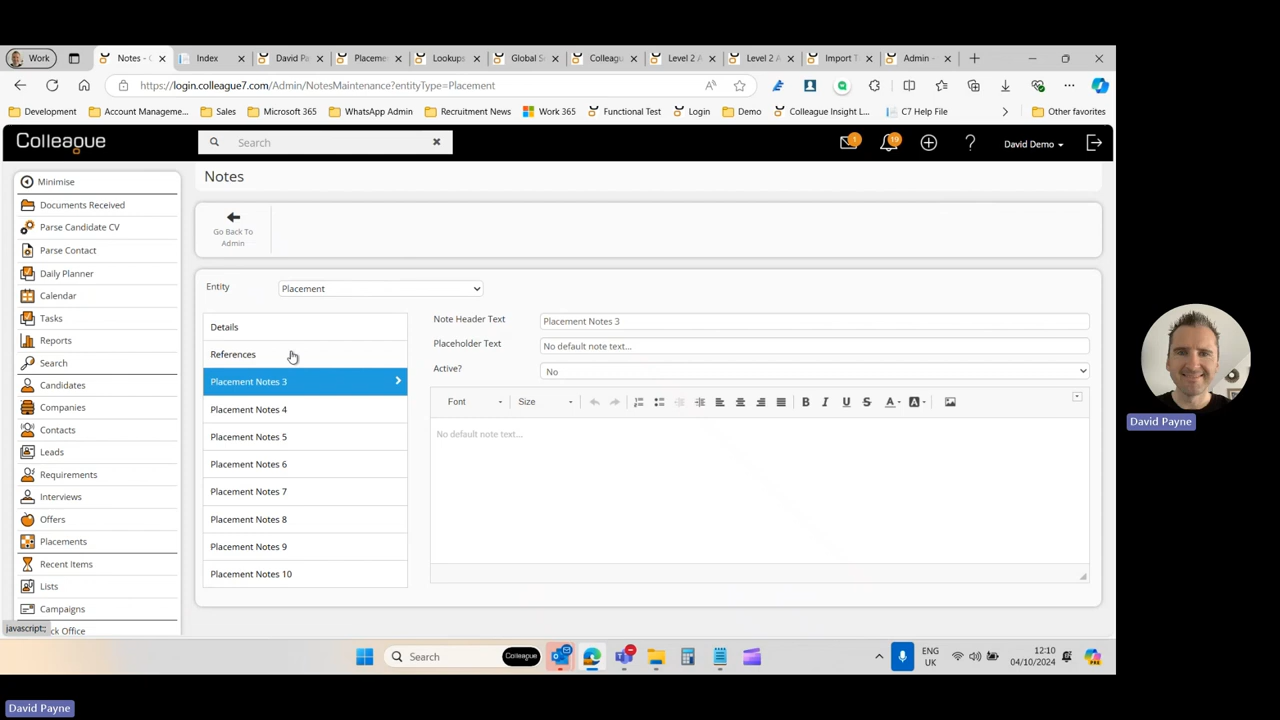 Work
Notes - C
Index
David Pa
Placeme
Lookups
Global S
Colleagu
Level 2 A
Level 2 A
Import T
Admin -
https://login.colleague7.com/Admin/NotesMaintenance?entityType=Placement
Development
Account Manageme...
Sales
Microsoft 365
WhatsApp Admin
Recruitment News
Work 365
Functional Test
Login
Demo
Colleague Insight L...
C7 Help File
Other favorites
Colleague
Search
1
19
David Demo
Minimise
Documents Received
Parse Candidate CV
Parse Contact
Daily Planner
Calendar
Tasks
Reports
Search
Candidates
Companies
Contacts
Leads
Requirements
Interviews
Offers
Placements
Recent Items
Lists
Campaigns
ck Office
javascript:;
Notes
Go Back To
Admin
Entity
Placement
Details
References
Placement Notes 3
Placement Notes 4
Placement Notes 5
Placement Notes 6
Placement Notes 7
Placement Notes 8
Placement Notes 9
Placement Notes 10
Note Header Text
Placement Notes 3
Placeholder Text
No default note text...
Active?
No
Font
Size
B I U S A A
No default note text...
David Payne
Search
Colleague
ENG
UK
12:10
04/10/2024
PRE
David Payne